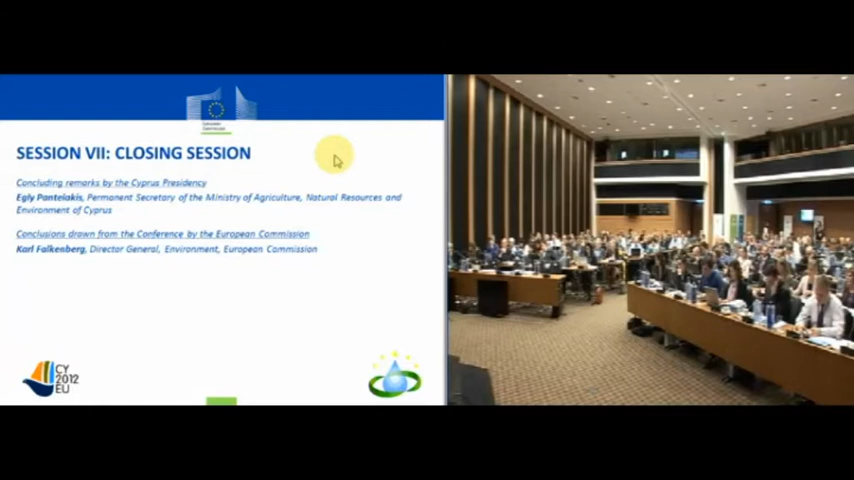 SESSION VII: CLOSING SESSION
Concluding remarks by the Cyprus Presidency
Egly Pantelakis, Permanent Secretary of the Ministry of Agriculture, Natural Resources and
Environment of Cyprus
Conclusions drawn from the Conference by the European Commission
Karl Falkenberg, Director General, Environment, European Commission
CY
2012
EU